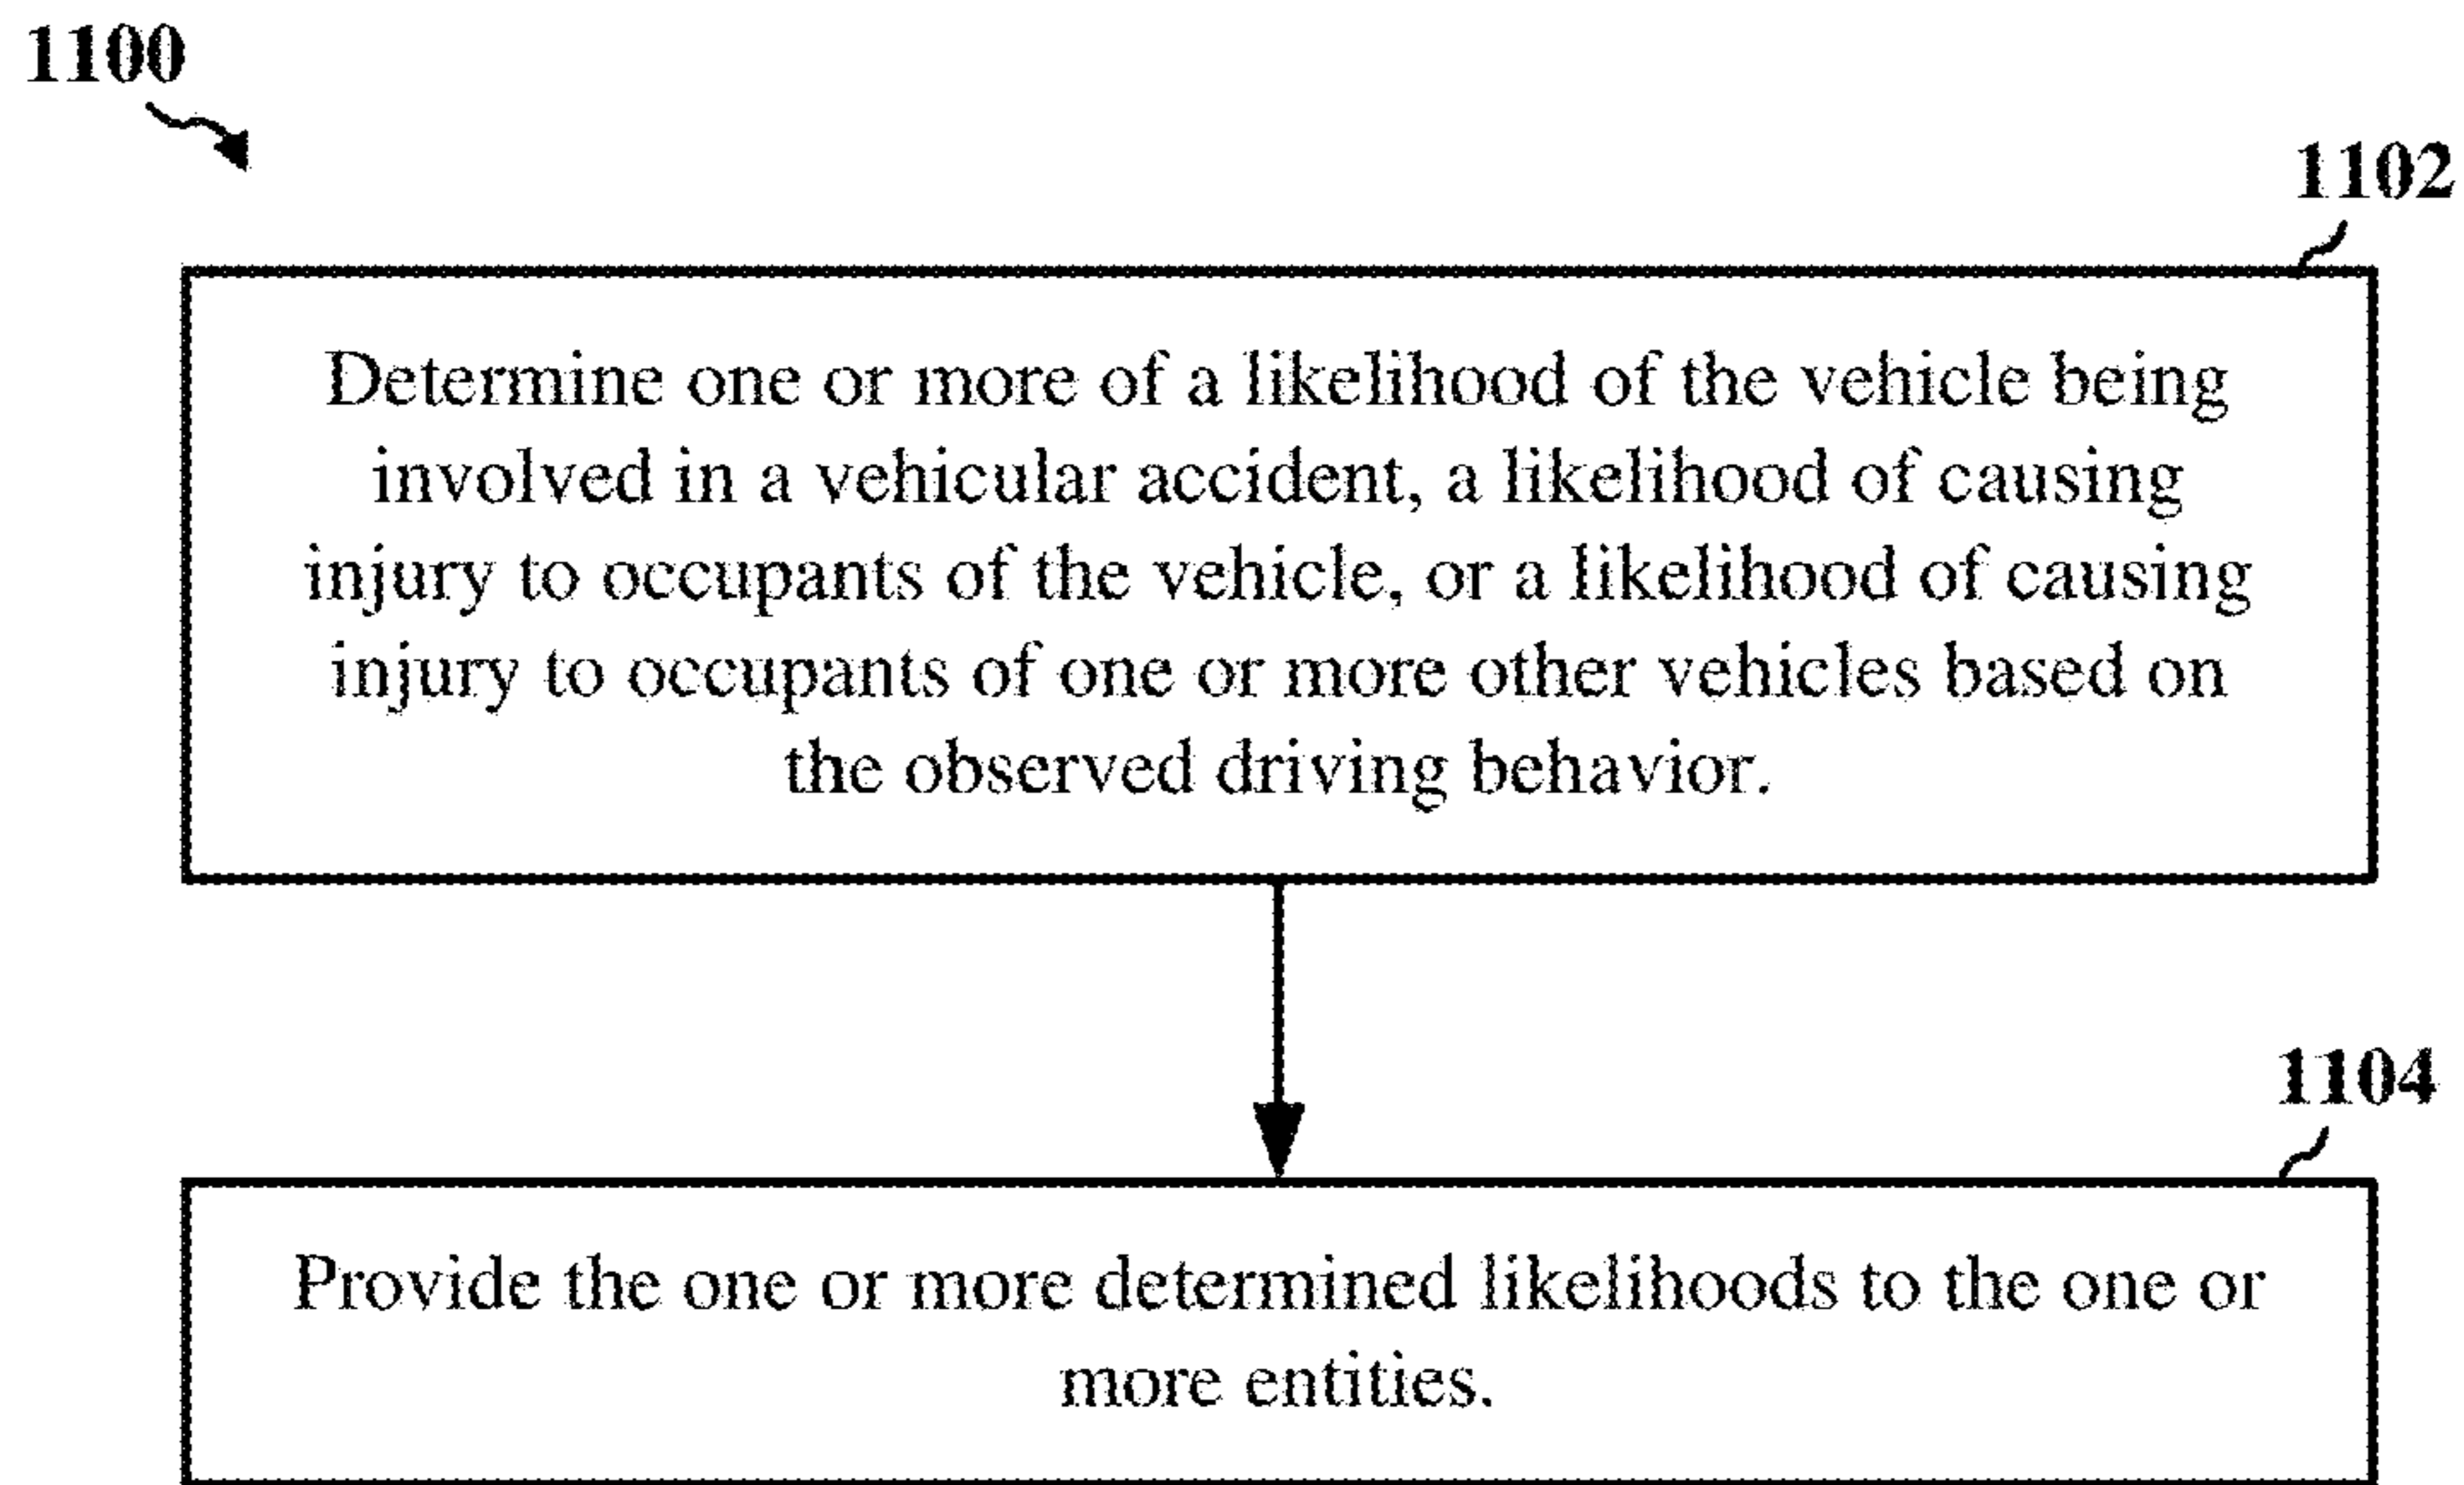 1100
1102
Determine one or more of a likelihood of the vehicle being
involved in a vehicular accident, a likelihood of causing
injury to occupants of the vehicle, or a likelihood of causing
injury to occupants of one or more other vehicles based on
the observed driving behavior.
1104
Provide the one or more determined likelihoods to the one or
more entities.